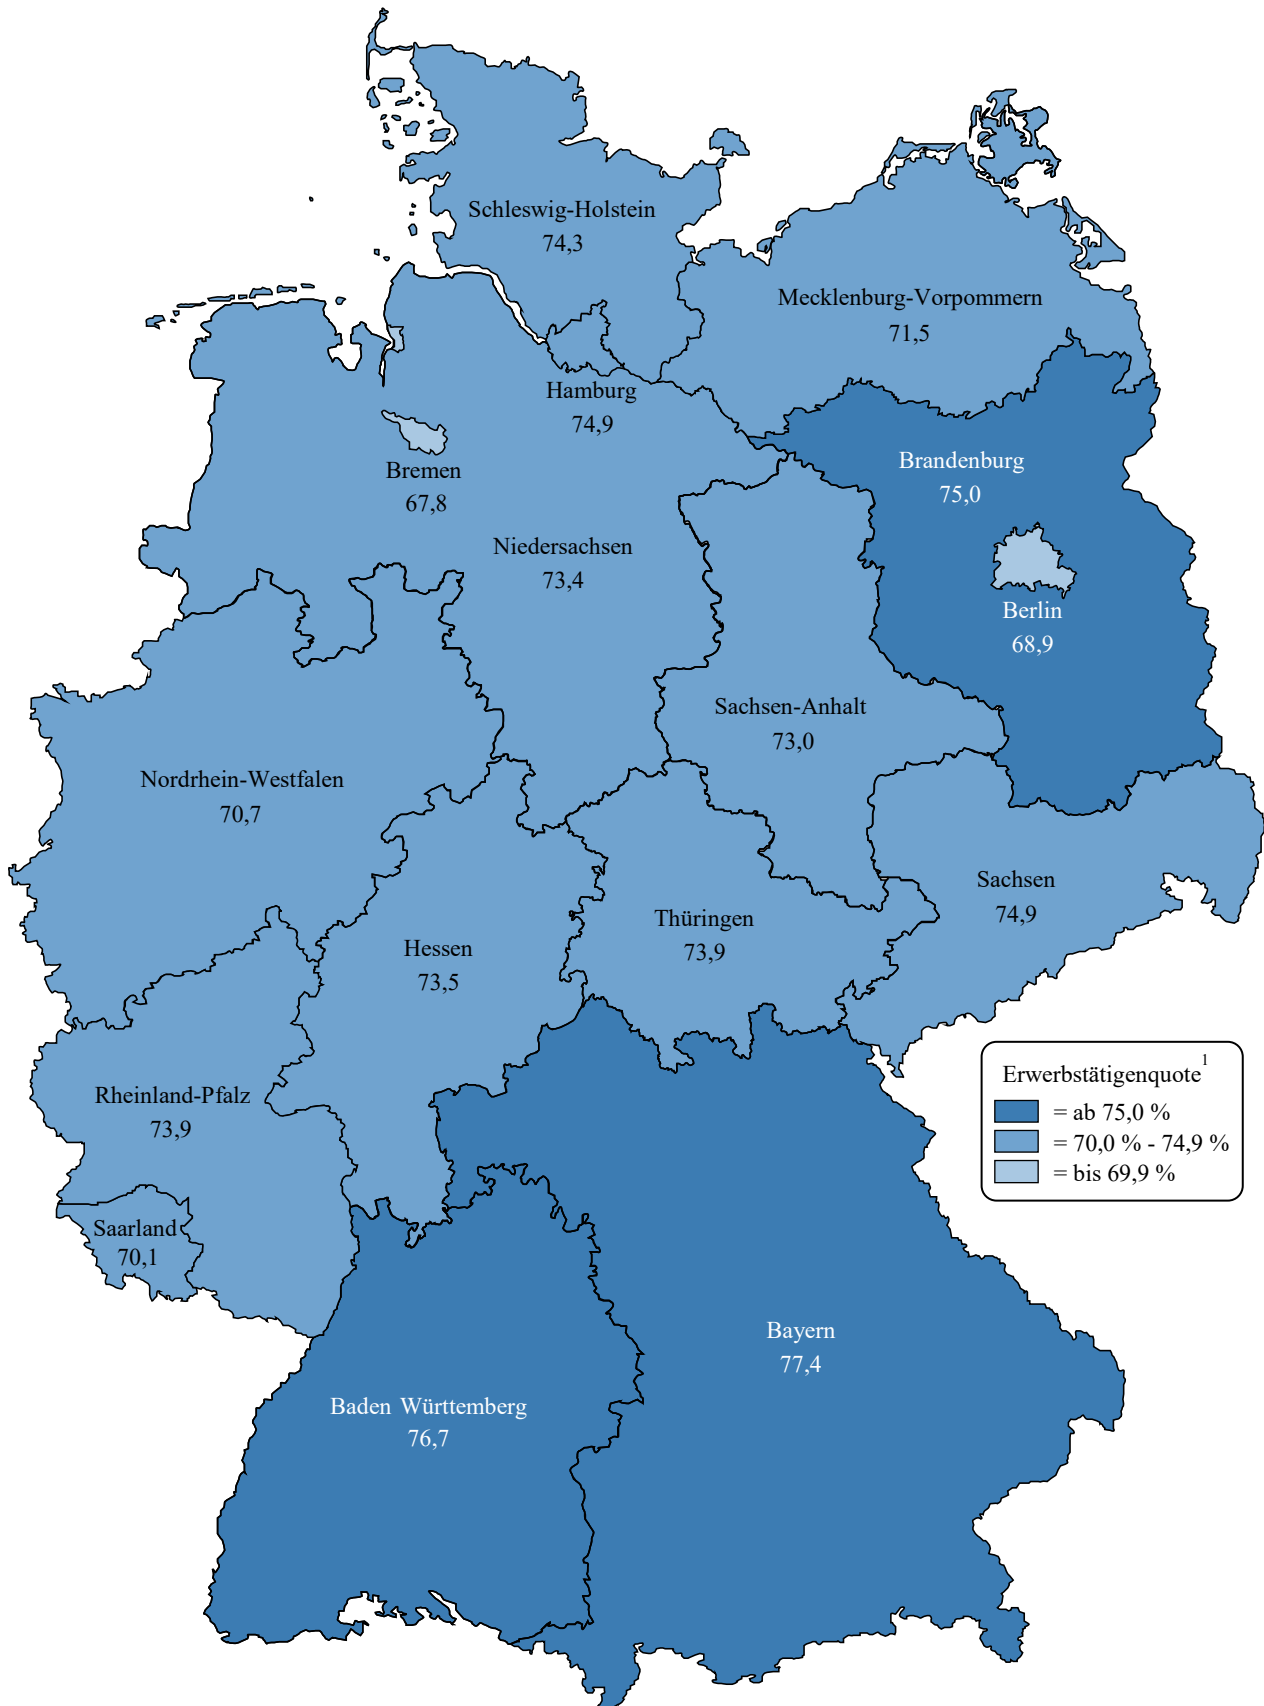 Schleswig-Holstein
74,3
Mecklenburg-Vorpommern
71,5
Hamburg
74,9
Bremen
67,8
Brandenburg
75,0
Niedersachsen
73,4
Berlin
68,9
Sachsen-Anhalt
73,0
Nordrhein-Westfalen
70,7
Sachsen
74,9
Thüringen
73,9
Hessen
73,5
Rheinland-Pfalz
73,9
Saarland
70,1
Bayern
77,4
Baden Württemberg
76,7
Erwerbstätigenquote¹
= ab 75,0 %
= 70,0 % - 74,9 %
= bis 69,9 %